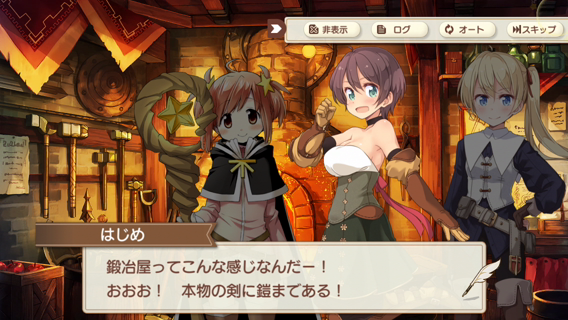 非表示
ログ
オート
スキップ
はじめ
鍛冶屋ってこんな感じなんだー！
おおお！　本物の剣に鎧まである！